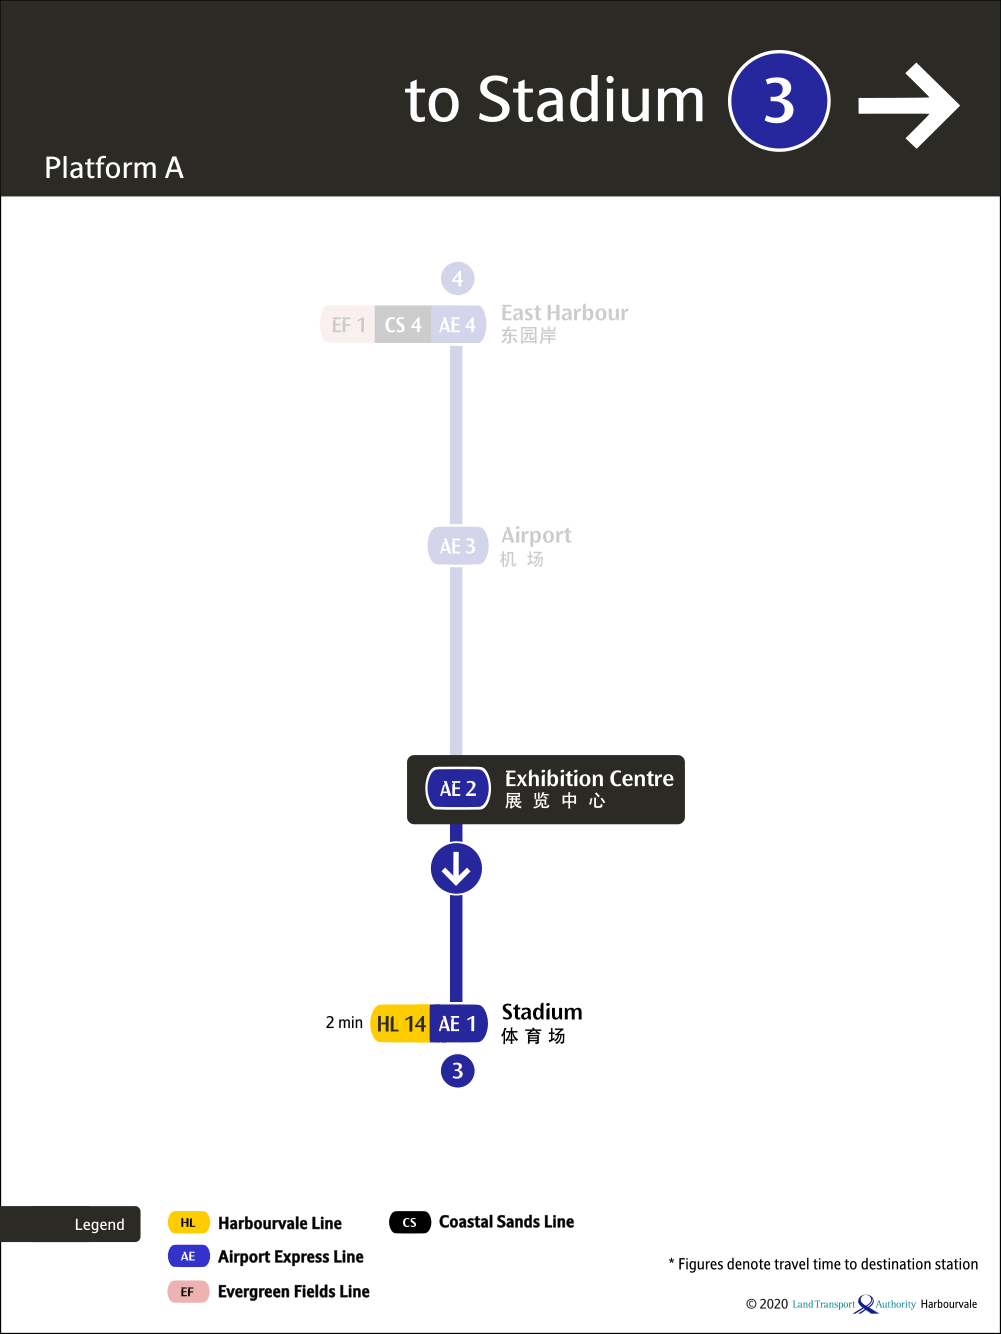 to Stadium 3
Platform A
4
EF 1 CS 4 AE 4 East Harbour
东园岸
AE 3 Airport
机场
AE 2 Exhibition Centre
展览中心
2 min HL 14 AE 1 Stadium
体育场
3
Legend
HL Harbourvale Line
CS Coastal Sands Line
AE Airport Express Line
EF Evergreen Fields Line
* Figures denote travel time to destination station
© 2020 Land Transport Authority Harbourvale